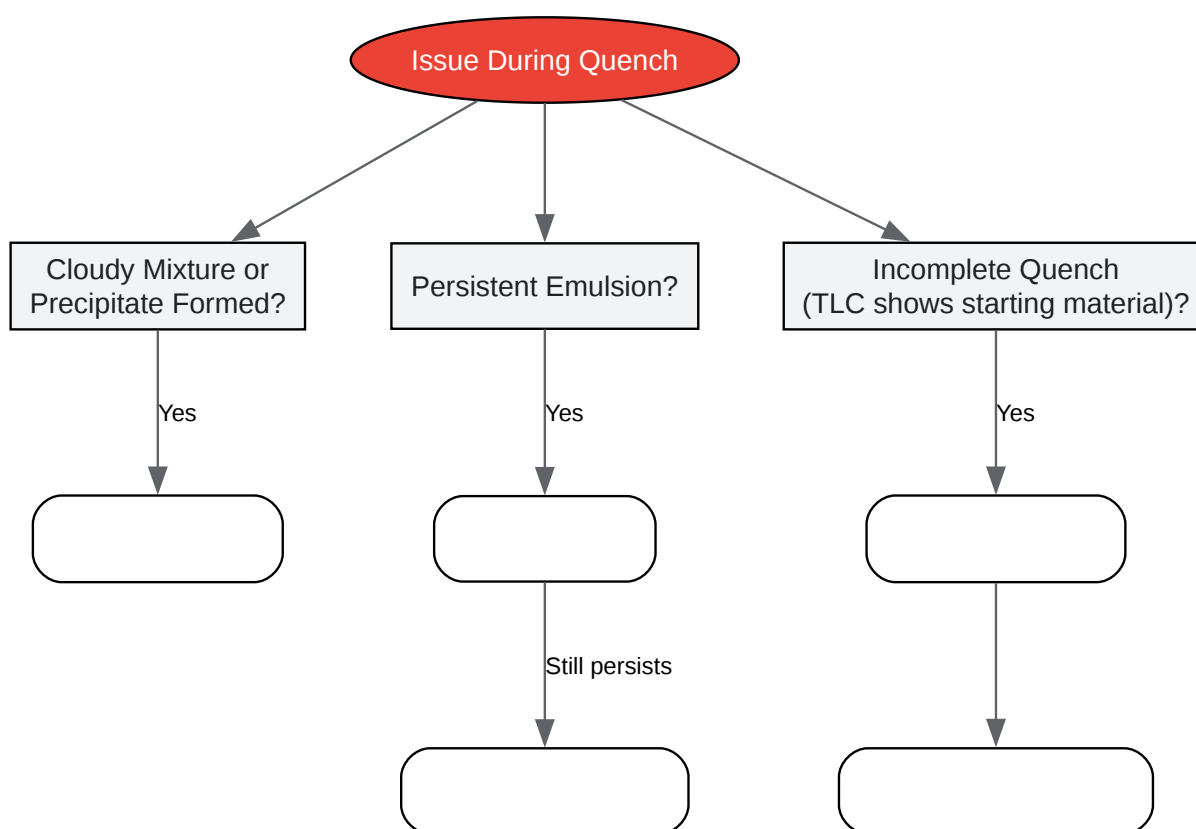 Issue During Quench
Cloudy Mixture or
Precipitate Formed?
Persistent Emulsion?
Incomplete Quench
(TLC shows starting material)?
Yes
Yes
Yes
Still persists